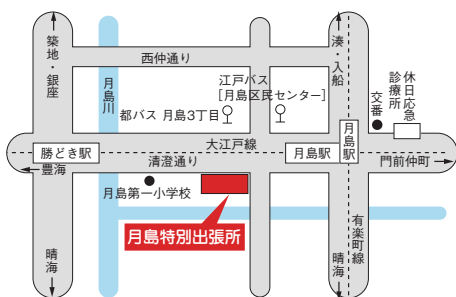 築地・銀座
湊・入船
西仲通り
月島川
江戸バス
[月島区民センター]
都バス 月島3丁目
休日応急
診療所
交番
大江戸線
勝どき駅
清澄通り
月島駅
月島駅
門前仲町
豊海
月島第一小学校
月島特別出張所
有楽町線
晴海
晴海